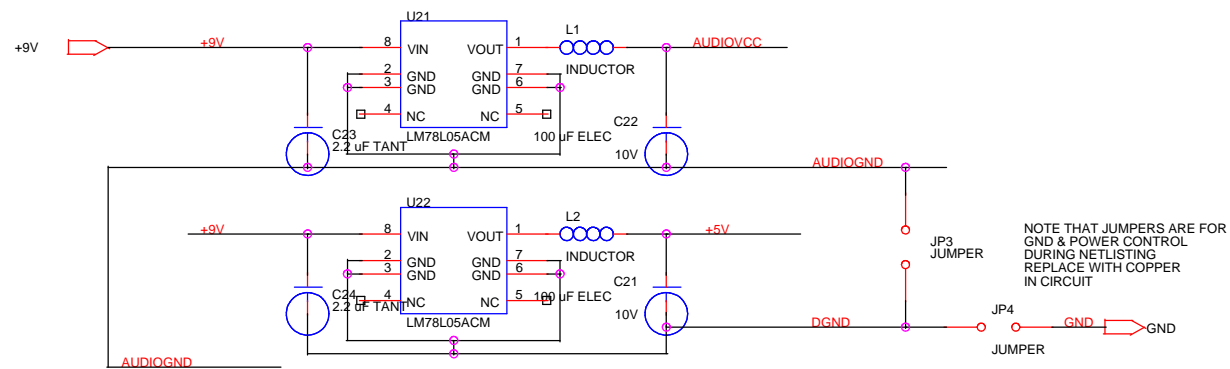 U21
L1
+9V
+9V
8
VIN
VOUT
1
AUDIOVCC
2
GND
GND
7
INDUCTOR
3
GND
GND
6
4
NC
NC
5
C22
C23
LM78L05ACM
100 uF ELEC
2.2 uF TANT
10V
AUDIOGND
U22
L2
+9V
8
VIN
VOUT
1
+5V
NOTE THAT JUMPERS ARE FOR
GND & POWER CONTROL
DURING NETLISTING
REPLACE WITH COPPER
IN CIRCUIT
JP3
JUMPER
2
GND
GND
7
INDUCTOR
3
GND
GND
6
C24
4
NC
NC
5
100 uF ELEC
C21
2.2 uF TANT
LM78L05ACM
10V
JP4
DGND
GND
GND
JUMPER
AUDIOGND